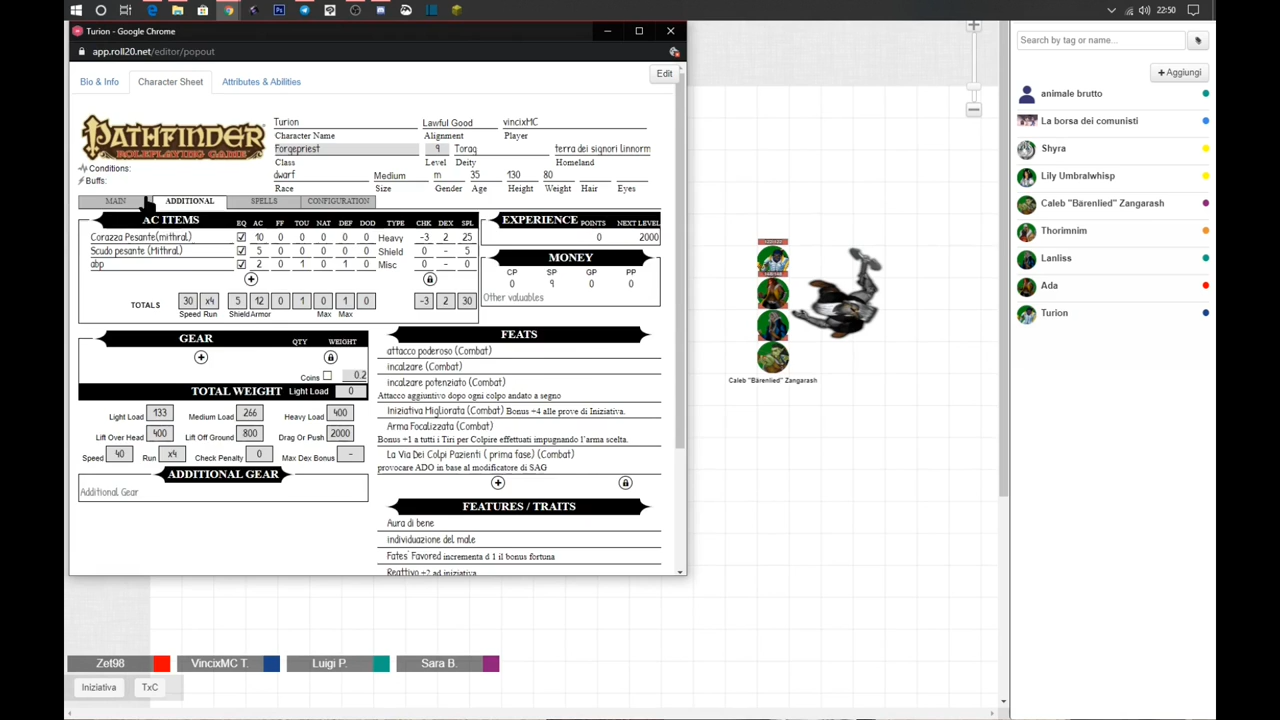 22:50
Turion - Google Chrome
app.roll20.net/editor/popout
Bio & Info Character Sheet Attributes & Abilities Edit
PATHFINDER
ROLEPLAYING GAME
Turion Lawful Good vincixMC
Character Name Alignment Player
Forgepriest 9 Torag terra dei signori linnorm
Class Level Deity Homeland
dwarf Medium m 35 130 80
Race Size Gender Age Height Weight Hair Eyes
Conditions:
Buffs:
MAIN ADDITIONAL SPELLS CONFIGURATION
AC ITEMS EQ AC FF TOU NAT DEF DOD TYPE CHK DEX SPL
Corazza Pesante(mithral) 10 0 0 0 0 0 Heavy -3 2 25
Scudo pesante (Mithral) 5 0 0 0 0 0 Shield 0 - 5
abp 2 0 1 0 1 0 Misc 0 - 0
TOTALS 30 x4 5 12 0 1 0 1 0 -3 2 30
Speed Run Shield Armor Max Max
EXPERIENCE POINTS NEXT LEVEL
0 2000
MONEY
CP SP GP PP
0 9 0 0
Other valuables
GEAR QTY WEIGHT
Coins 0.2
TOTAL WEIGHT Light Load 0
Light Load 133 Medium Load 266 Heavy Load 400
Lift Over Head 400 Lift Off Ground 800 Drag Or Push 2000
Speed 40 Run x4 Check Penalty 0 Max Dex Bonus -
ADDITIONAL GEAR
Additional Gear
FEATS
attacco poderoso (Combat)
incalzare (Combat)
incalzare potenziato (Combat)
Attacco aggiuntivo dopo ogni colpo andato a segno
Iniziativa Migliorata (Combat) Bonus +4 alle prove di Iniziativa.
Arma Focalizzata (Combat)
Bonus +1 a tutti i Tiri per Colpire effettuati impugnando l'arma scelta.
La Via Dei Colpi Pazienti ( prima fase) (Combat)
provocare ADO in base al modificatore di SAG
FEATURES / TRAITS
Aura di bene
individuazione del male
Fates' Favored incrementa d 1 il bonus fortuna
Reattivo +2 ad iniziativa
Caleb "Bärenlied" Zangarash
Search by tag or name...
+ Aggiungi
animale brutto
La borsa dei comunisti
Shyra
Lily Umbralwhisp
Caleb "Bärenlied" Zangarash
Thorimnim
Lanliss
Ada
Turion
Zet98 VincixMC T. Luigi P. Sara B.
Iniziativa TxC